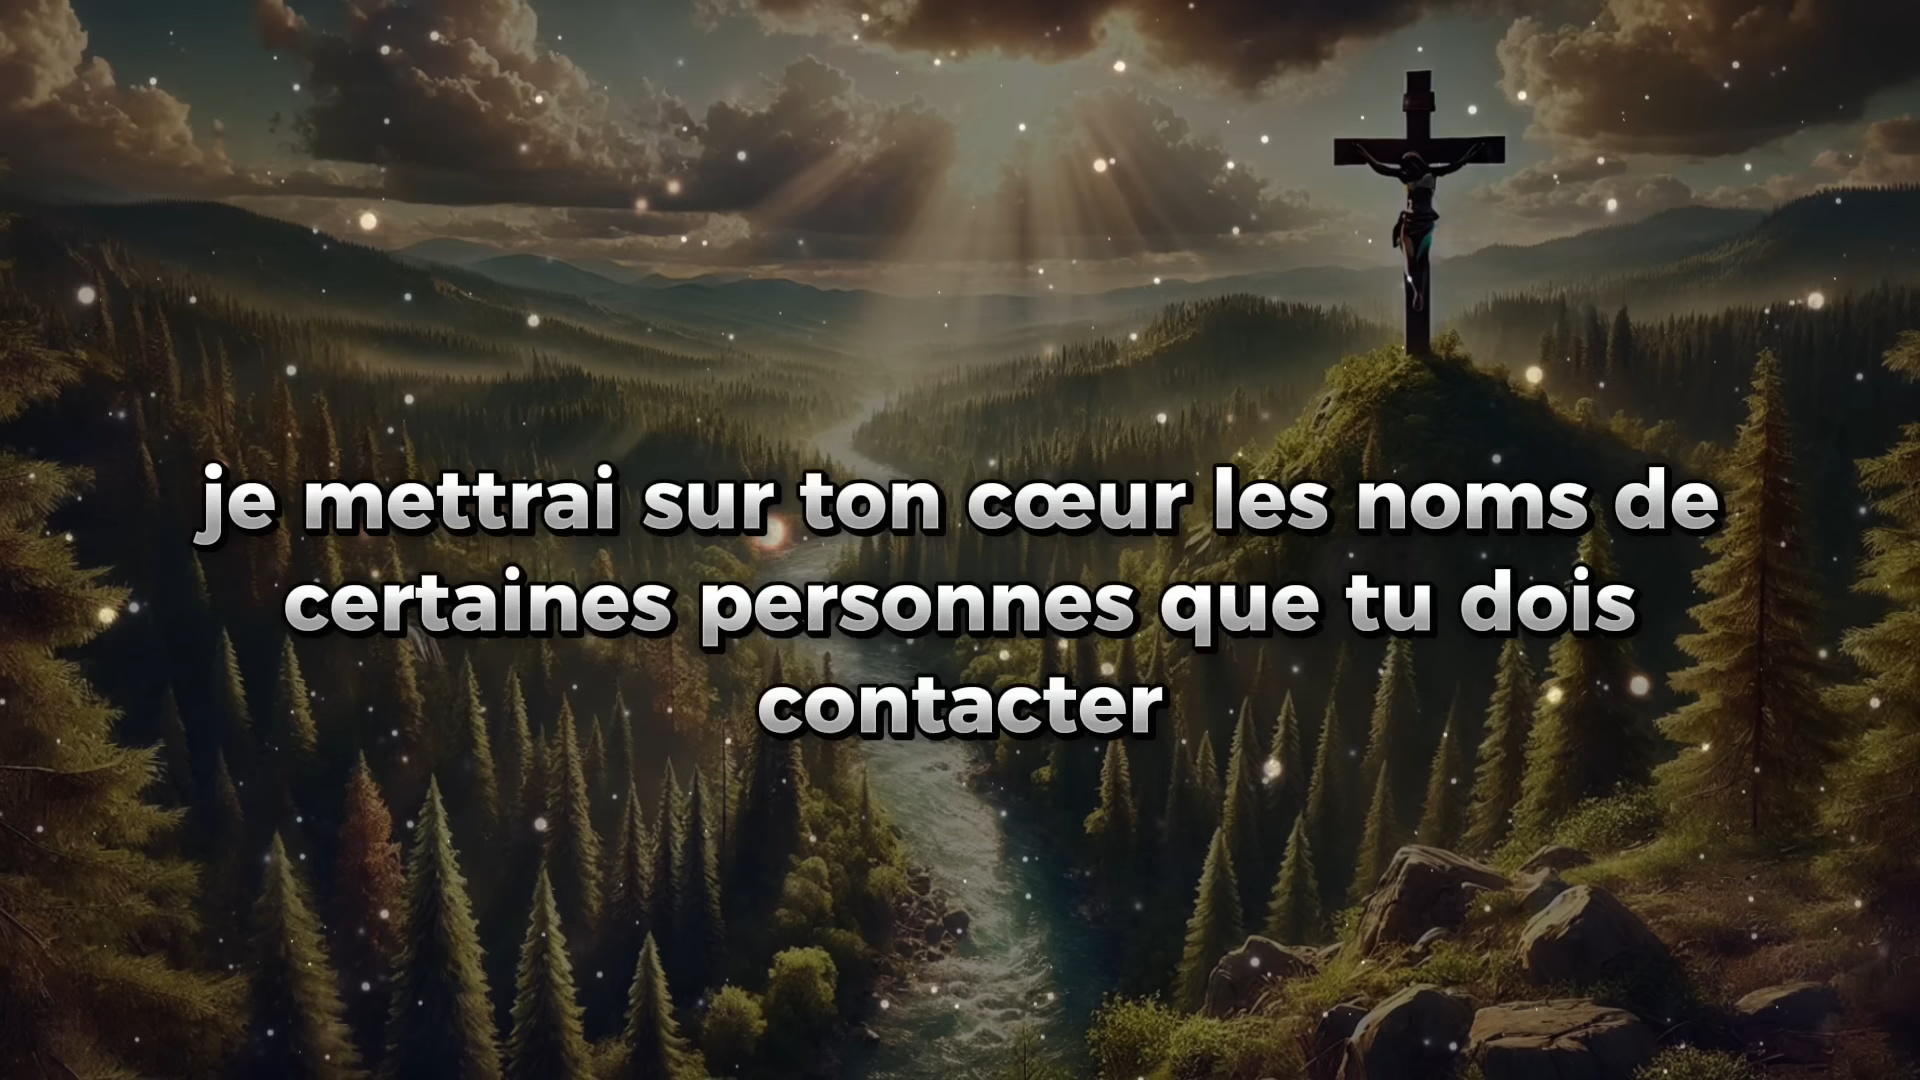 je mettrai sur ton cœur les noms de
certaines personnes que tu dois
contacter